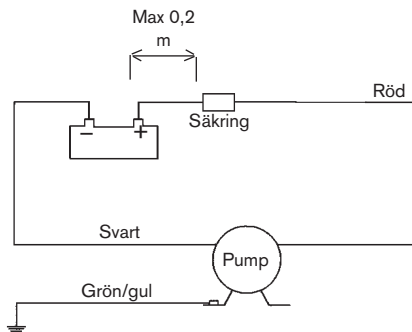 Max 0,2
m
Röd
− +
Säkring
Svart
Pump
Grön/gul